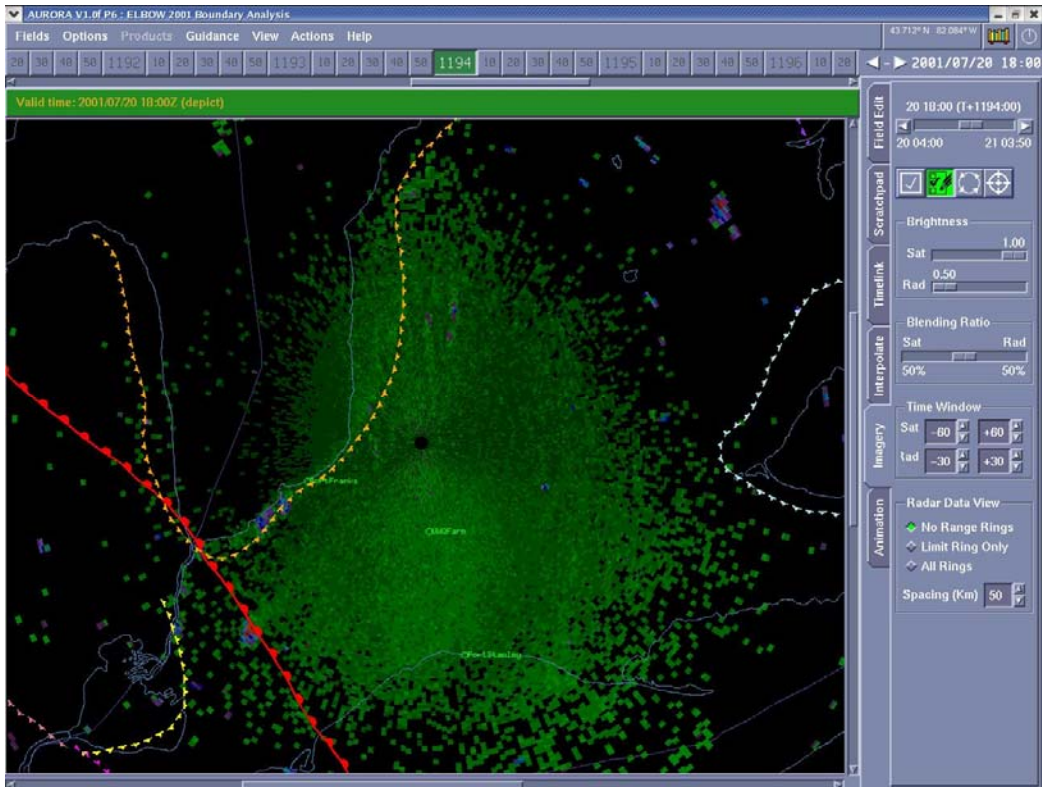 AURORA V1.0f P6 : ELBOW 2001 Boundary Analysis
Fields Options Products Guidance View Actions Help
43.712° N 82.084° W
20 30 40 50 1192 10 20 30 40 50 1193 10 20 30 40 50 1194 10 20 30 40 50 1195 10 20 30 40 50 1196 10 20
2001/07/20 18:00
Valid time: 2001/07/20 18:00Z (depict)
Field Edit
Scratchpad
Timelink
Interpolate
Imagery
Animation
20 18:00 (T+1194:00)
20 04:00 21 03:50
Brightness
1.00
Sat
0.50
Rad
Blending Ratio
Sat Rad
50% 50%
Time Window
Sat -60 +60
Rad -30 +30
Radar Data View
No Range Rings
Limit Ring Only
All Rings
Spacing (Km) 50
PortStanley